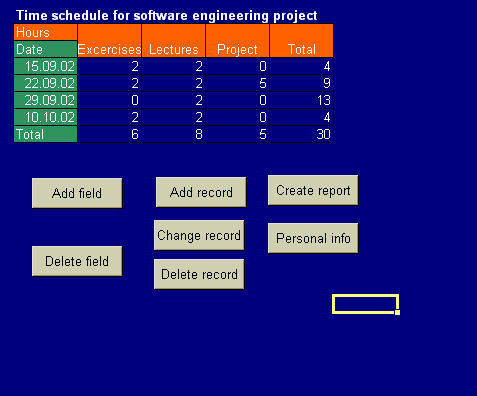 Time schedule for software engineering project
Hours
Date Excercises Lectures Project Total
15.09.02 2 2 0 4
22.09.02 2 2 5 9
29.09.02 0 2 0 13
10.10.02 2 2 0 4
Total 6 8 5 30
Add field Add record Create report
Change record Personal info
Delete field Delete record